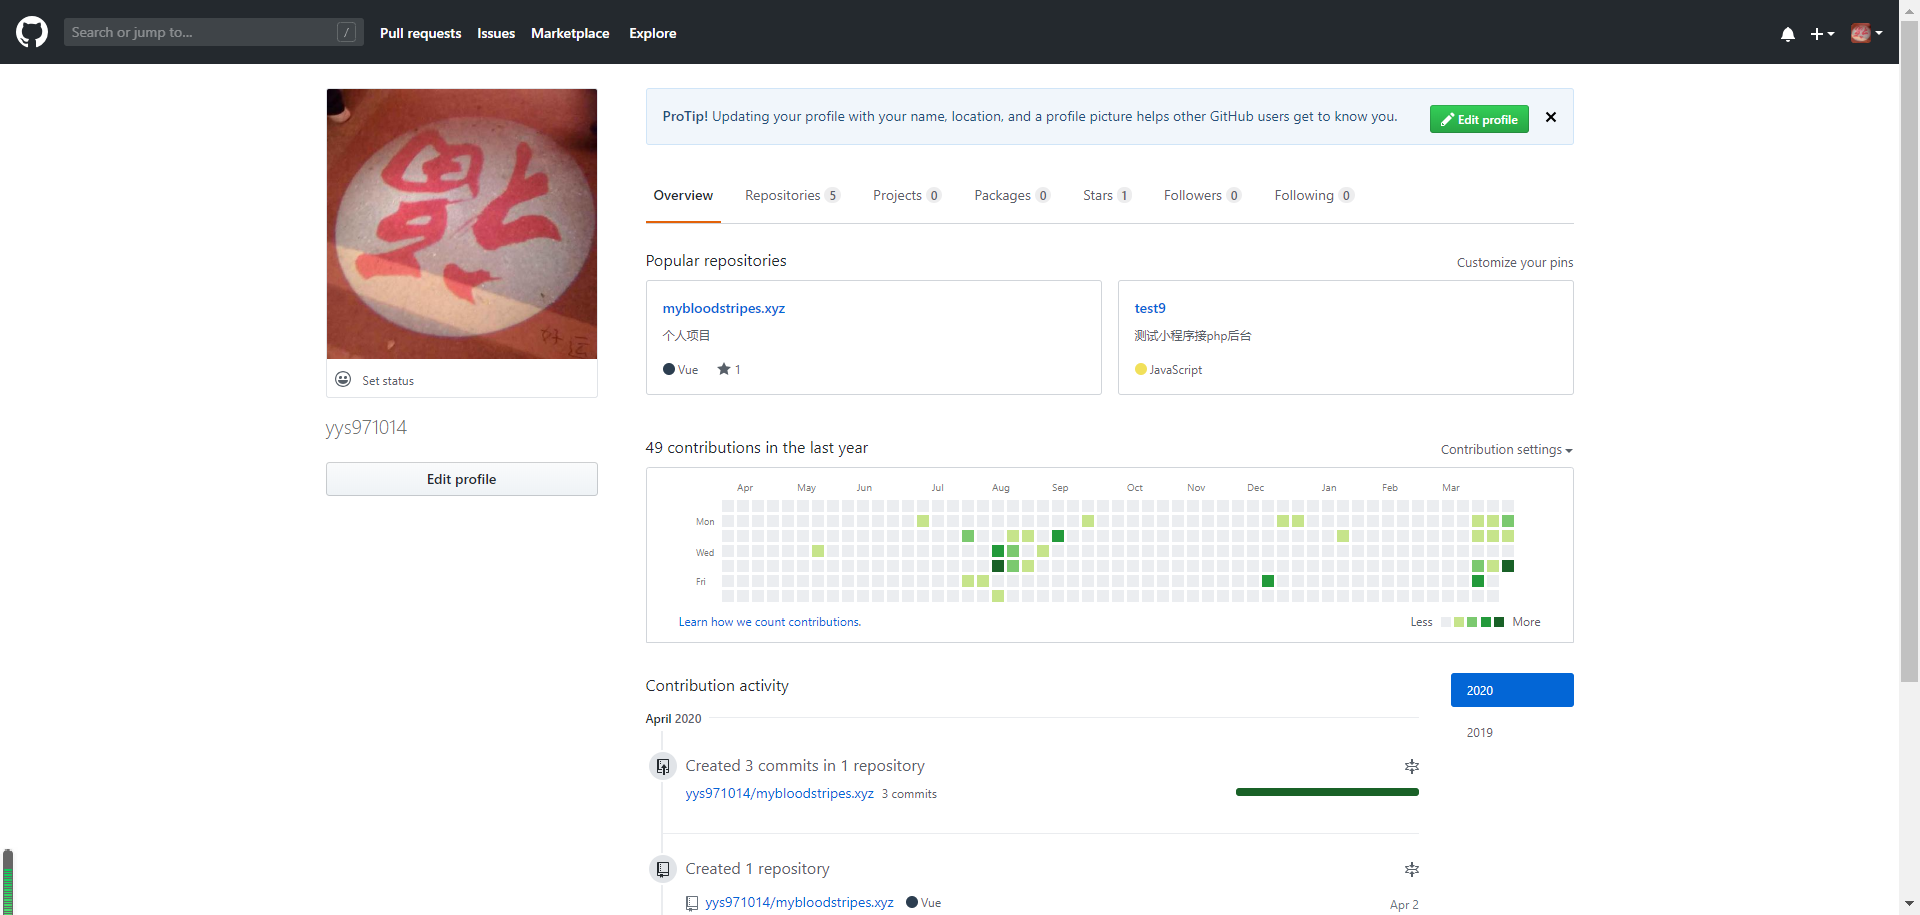 Search or jump to... /
Pull requests Issues Marketplace Explore
福
好运
Set status
yys971014
Edit profile
ProTip! Updating your profile with your name, location, and a profile picture helps other GitHub users get to know you.
Edit profile
Overview Repositories 5 Projects 0 Packages 0 Stars 1 Followers 0 Following 0
Popular repositories
Customize your pins
mybloodstripes.xyz
个人项目
Vue 1
test9
测试小程序接php后台
JavaScript
49 contributions in the last year
Contribution settings
Apr May Jun Jul Aug Sep Oct Nov Dec Jan Feb Mar
Mon
Wed
Fri
Learn how we count contributions.
Less More
Contribution activity
2020
2019
April 2020
Created 3 commits in 1 repository
yys971014/mybloodstripes.xyz 3 commits
Created 1 repository
yys971014/mybloodstripes.xyz Vue Apr 2